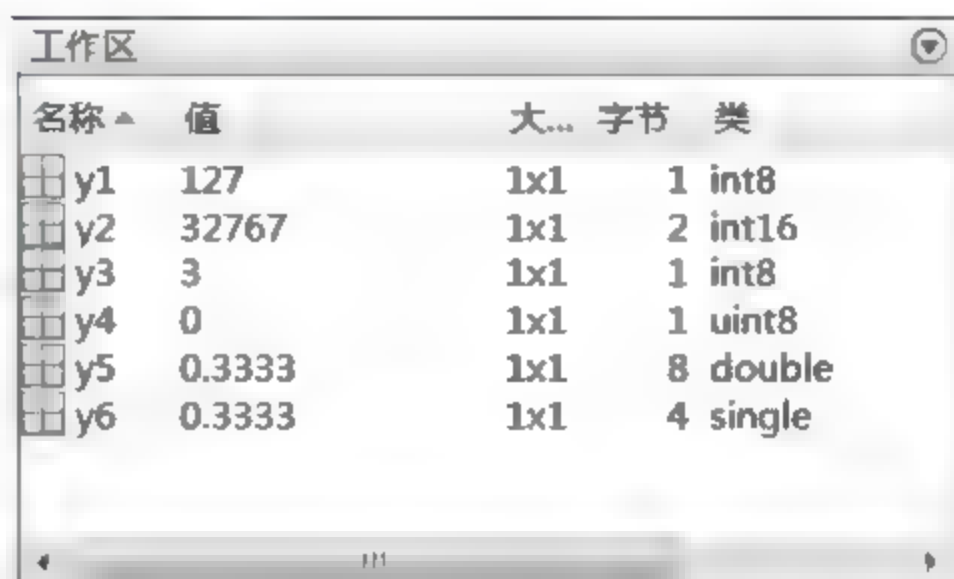 工作区
名称 值 大... 字节 类
y1 127 1x1 1 int8
y2 32767 1x1 2 int16
y3 3 1x1 1 int8
y4 0 1x1 1 uint8
y5 0.3333 1x1 8 double
y6 0.3333 1x1 4 single